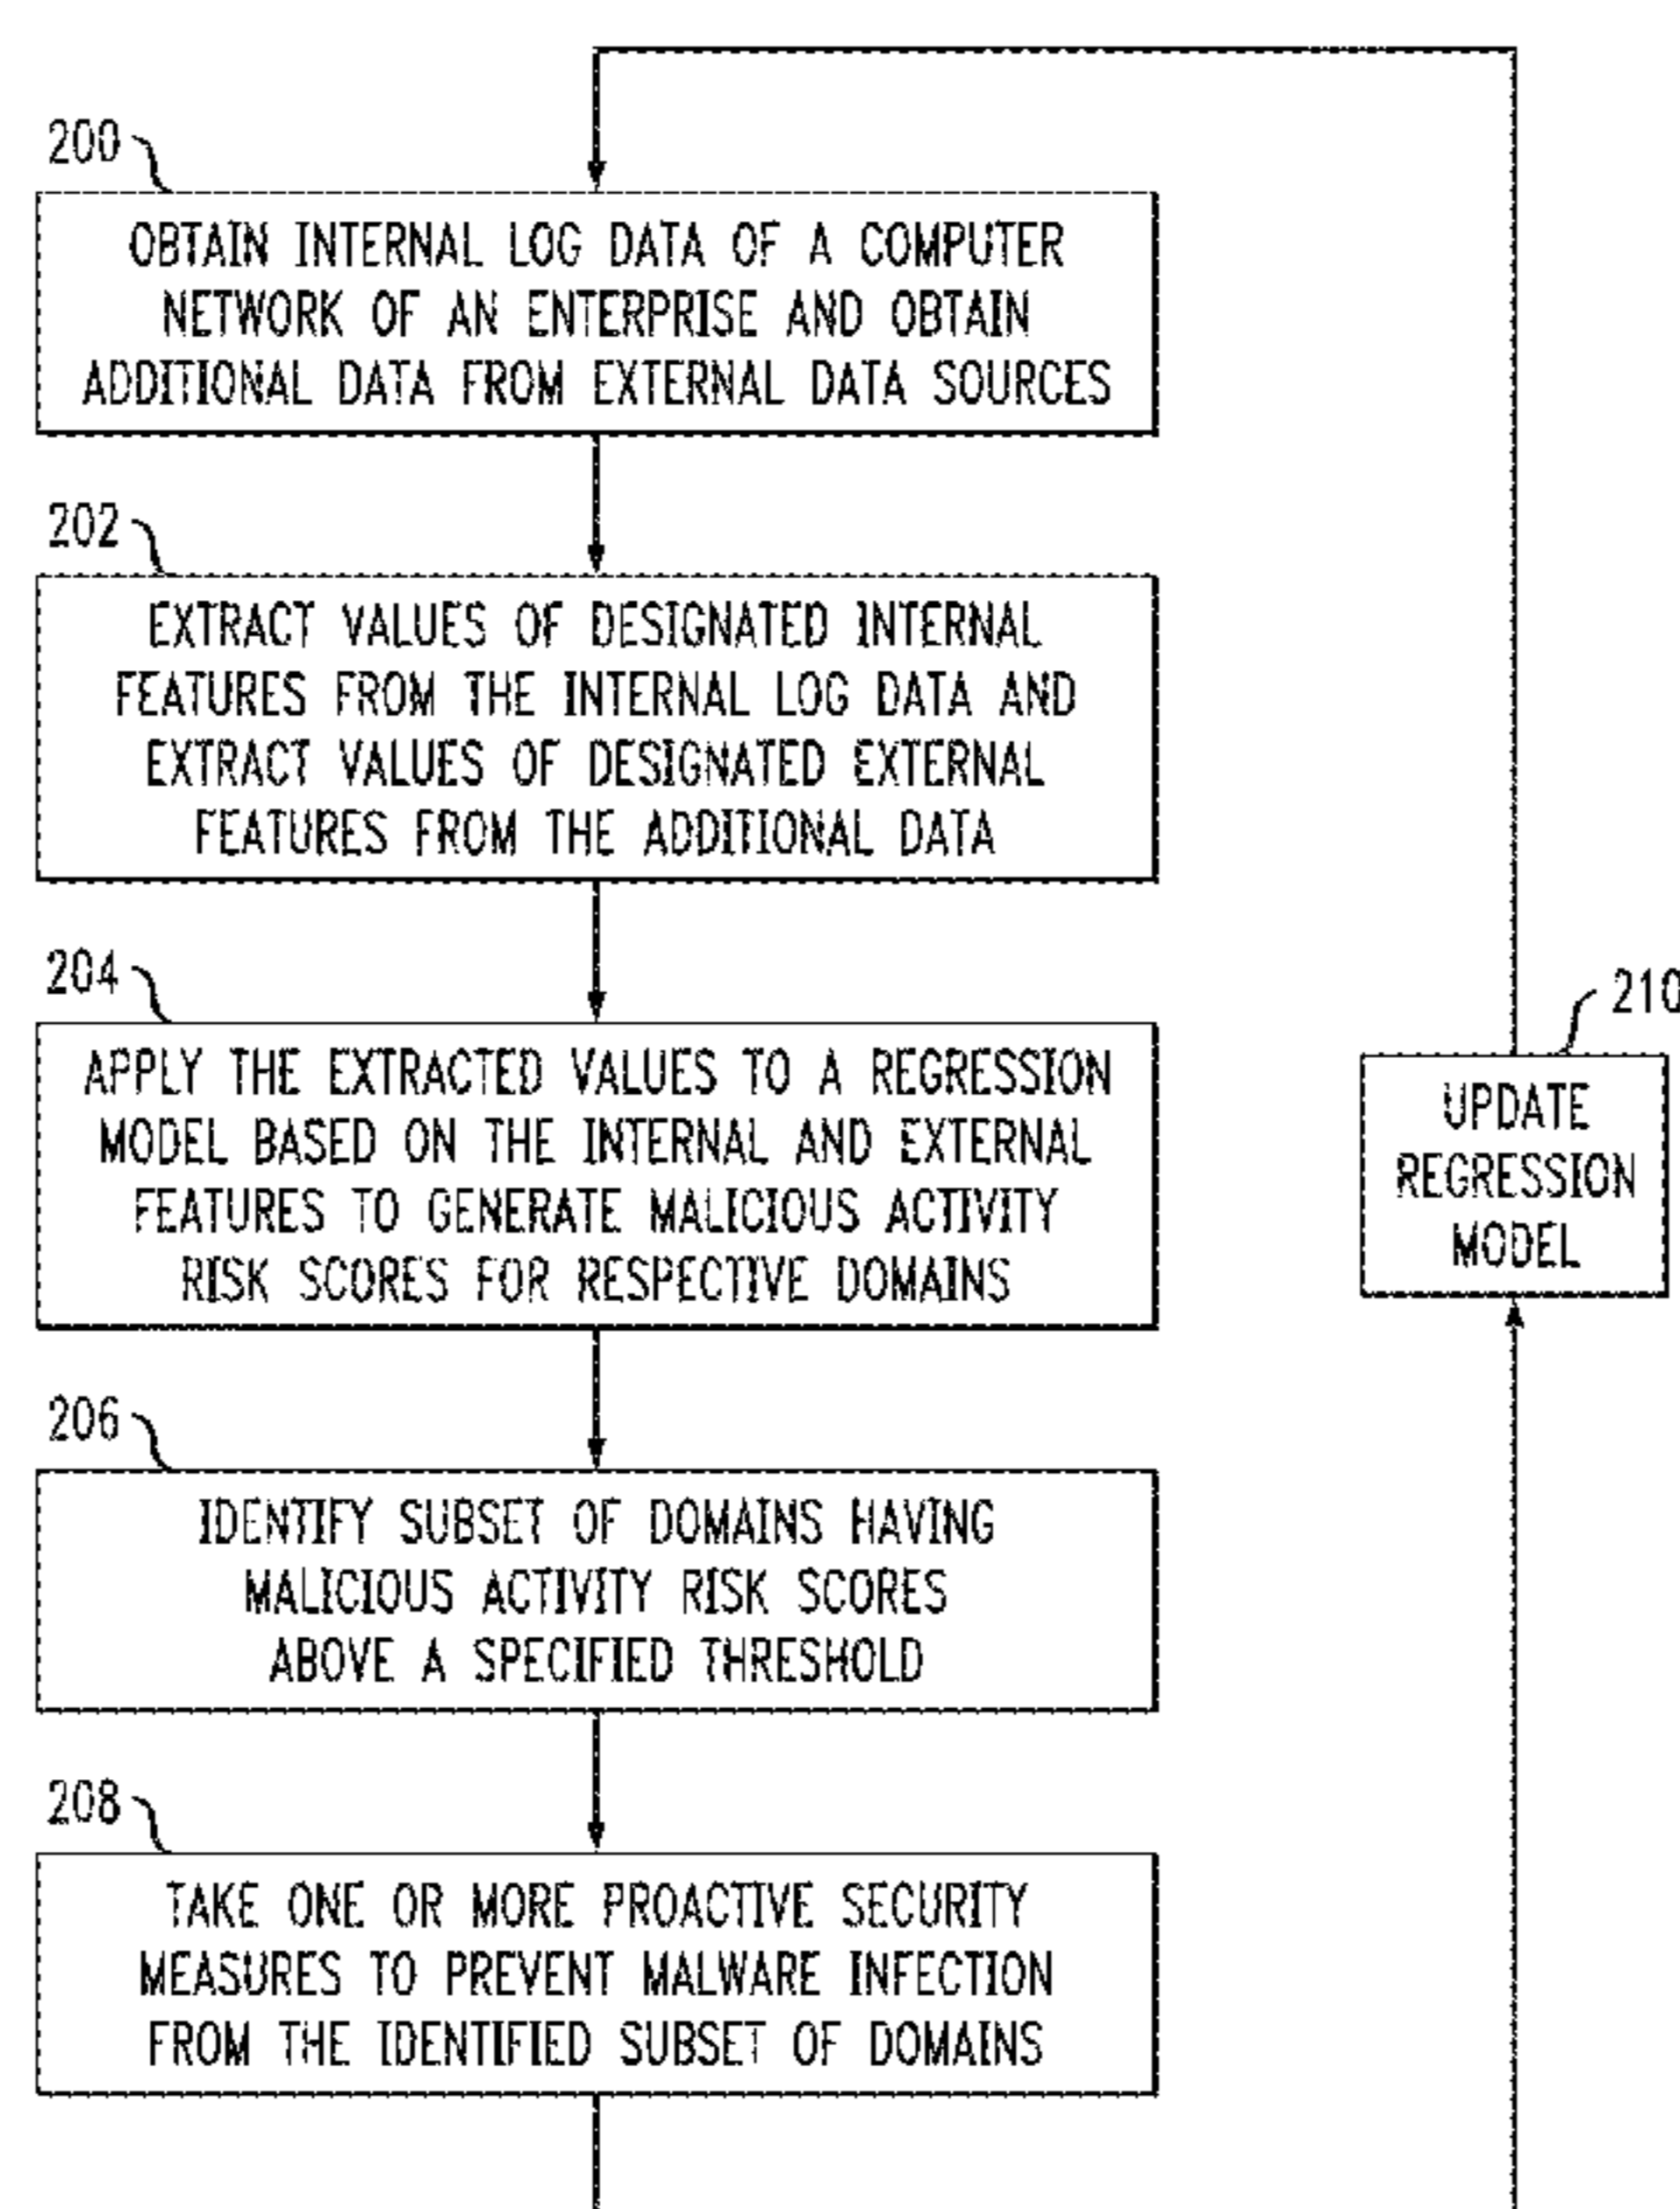 200
OBTAIN INTERNAL LOG DATA OF A COMPUTER
NETWORK OF AN ENTERPRISE AND OBTAIN
ADDITIONAL DATA FROM EXTERNAL DATA SOURCES
202
EXTRACT VALUES OF DESIGNATED INTERNAL
FEATURES FROM THE INTERNAL LOG DATA AND
EXTRACT VALUES OF DESIGNATED EXTERNAL
FEATURES FROM THE ADDITIONAL DATA
204
APPLY THE EXTRACTED VALUES TO A REGRESSION
MODEL BASED ON THE INTERNAL AND EXTERNAL
FEATURES TO GENERATE MALICIOUS ACTIVITY
RISK SCORES FOR RESPECTIVE DOMAINS
206
IDENTIFY SUBSET OF DOMAINS HAVING
MALICIOUS ACTIVITY RISK SCORES
ABOVE A SPECIFIED THRESHOLD
208
TAKE ONE OR MORE PROACTIVE SECURITY
MEASURES TO PREVENT MALWARE INFECTION
FROM THE IDENTIFIED SUBSET OF DOMAINS
210
UPDATE
REGRESSION
MODEL